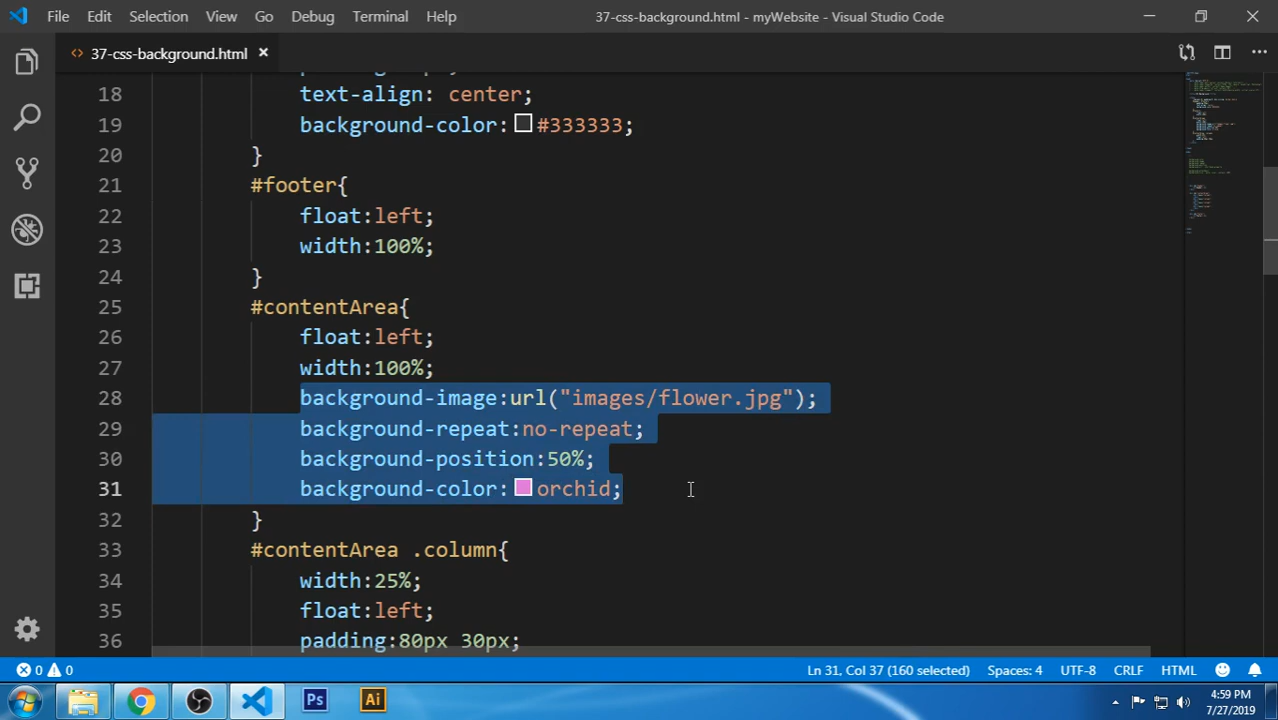 File Edit Selection View Go Debug Terminal Help 37-css-background.html - myWebsite - Visual Studio Code
37-css-background.html
18 text-align: center;
19 background-color: #333333;
20 }
21 #footer{
22 float:left;
23 width:100%;
24 }
25 #contentArea{
26 float:left;
27 width:100%;
28 background-image:url("images/flower.jpg");
29 background-repeat:no-repeat;
30 background-position:50%;
31 background-color: orchid;
32 }
33 #contentArea .column{
34 width:25%;
35 float:left;
36 padding:80px 30px;
0 0 Ln 31, Col 37 (160 selected) Spaces: 4 UTF-8 CRLF HTML
Ps Ai 4:59 PM
7/27/2019